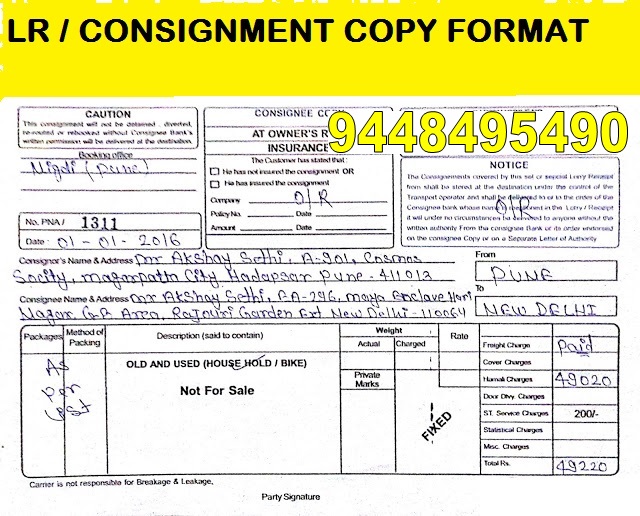 LR / CONSIGNMENT COPY FORMAT
9448495490
CAUTION
This consignment will not be detained, diverted,
re-routed or rebooked without Consignee Bank's
written permission will be delivered at the destination.
Booking office
Nigdi (Pune)
No. PNA / 1311
Date : 01-01-2016
CONSIGNEE CO
AT OWNER'S R
INSURANCE
The Customer has stated that :
He has not insured the consignment OR
He has insured the consignment
Company O/R
Policy No. Date
Amount Date
NOTICE
The Consignments covered by this set of special Lorry Receipt
from shall be stored at the destination under the control of the
Transport operator and shall be delivered to or to the order of the
Consignee bank whose name is mentioned in the Lorry / Receipt
it will under no circumstances be delivered to anyone without the
written authority From the consignee Bank or its order endorsed
on the consignee Copy or on a Separate Letter of Authority
O/R
Consignor's Name & Address Mr Akshay Sethi, A-901, Cosmos
Socity, magarpatta City Hadapsar Pune - 411013
From
PUNE
Consignee Name & Address Mr Akshay Sethi, GA-296, maya Enclave Hari
Nagar, G-8 Area, Rajouri Garden Ext New Delhi - 110064
To
NEW DELHI
Packages
Method of Packing
Description (said to contain)
Weight
Actual
Charged
Rate
As
Per
List
OLD AND USED (HOUSE HOLD / BIKE)
Not For Sale
Private
Marks
FIXED
Freight Charge Paid
Cover Charges
Hamali Charges 49020
Door Dlvy. Charges
ST. Service Charges 200/-
Statistical Charges
Misc. Charges
Total Rs. 49220
Carrier is not responsible for Breakage & Leakage,
Party Signature